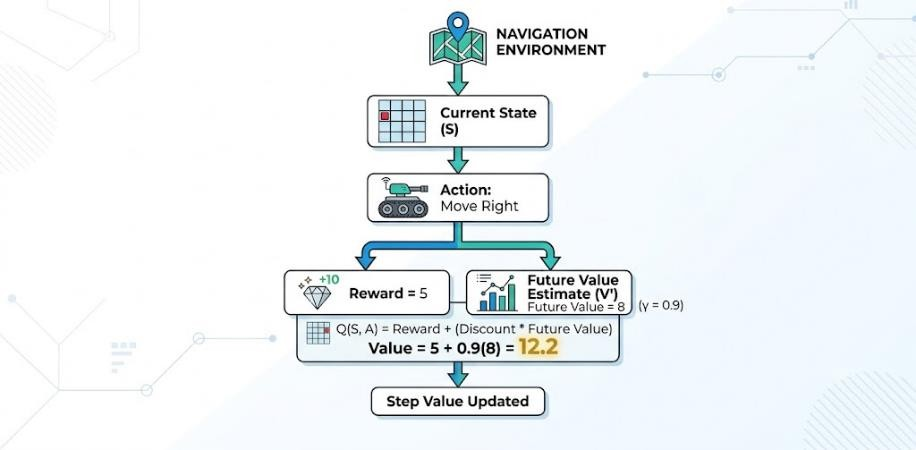 NAVIGATION
ENVIRONMENT
Current State
(S)
Action:
Move Right
+10
Reward = 5
Future Value
Estimate (V')
Future Value = 8 (γ = 0.9)
Q(S, A) = Reward + (Discount * Future Value)
Value = 5 + 0.9(8) = 12.2
Step Value Updated